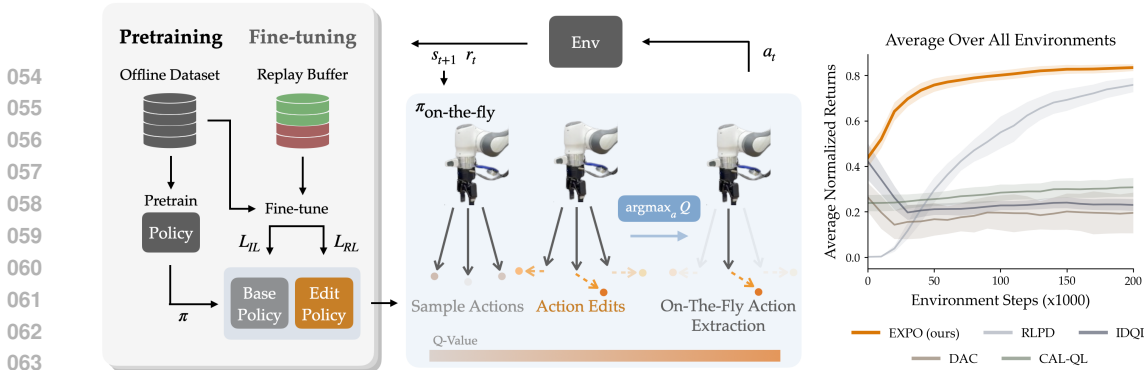 054
055
056
057
058
059
060
061
062
063
Pretraining
Fine-tuning
Offline Dataset
Replay Buffer
Pretrain
Policy
Fine-tune
L_IL
L_RL
π
Base
Policy
Edit
Policy
Env
s_{t+1} r_t
a_t
π_on-the-fly
argmax_a Q
Sample Actions
Action Edits
On-The-Fly Action
Extraction
Q-Value
Average Over All Environments
Average Normalized Returns
0.8
0.6
0.4
0.2
0.0
0
50
100
150
200
Environment Steps (x1000)
EXPO (ours)
RLPD
IDQL
DAC
CAL-QL